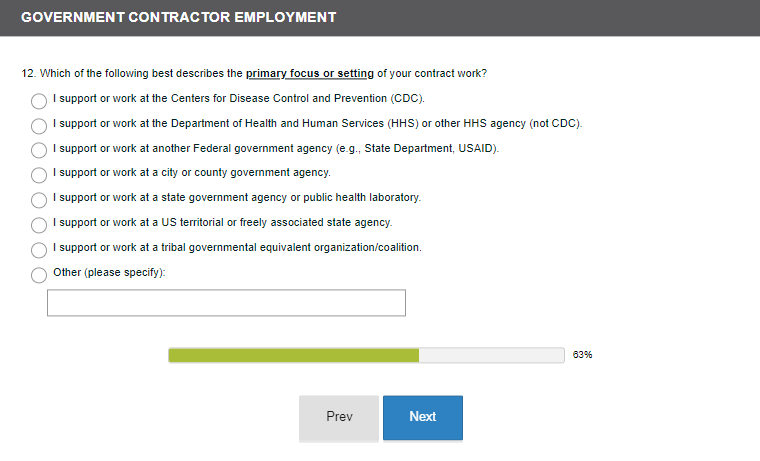 GOVERNMENT CONTRACTOR EMPLOYMENT
12. Which of the following best describes the primary focus or setting of your contract work?
I support or work at the Centers for Disease Control and Prevention (CDC).
I support or work at the Department of Health and Human Services (HHS) or other HHS agency (not CDC).
I support or work at another Federal government agency (e.g., State Department, USAID).
I support or work at a city or county government agency.
I support or work at a state government agency or public health laboratory.
I support or work at a US territorial or freely associated state agency.
I support or work at a tribal governmental equivalent organization/coalition.
Other (please specify):
63%
Prev Next